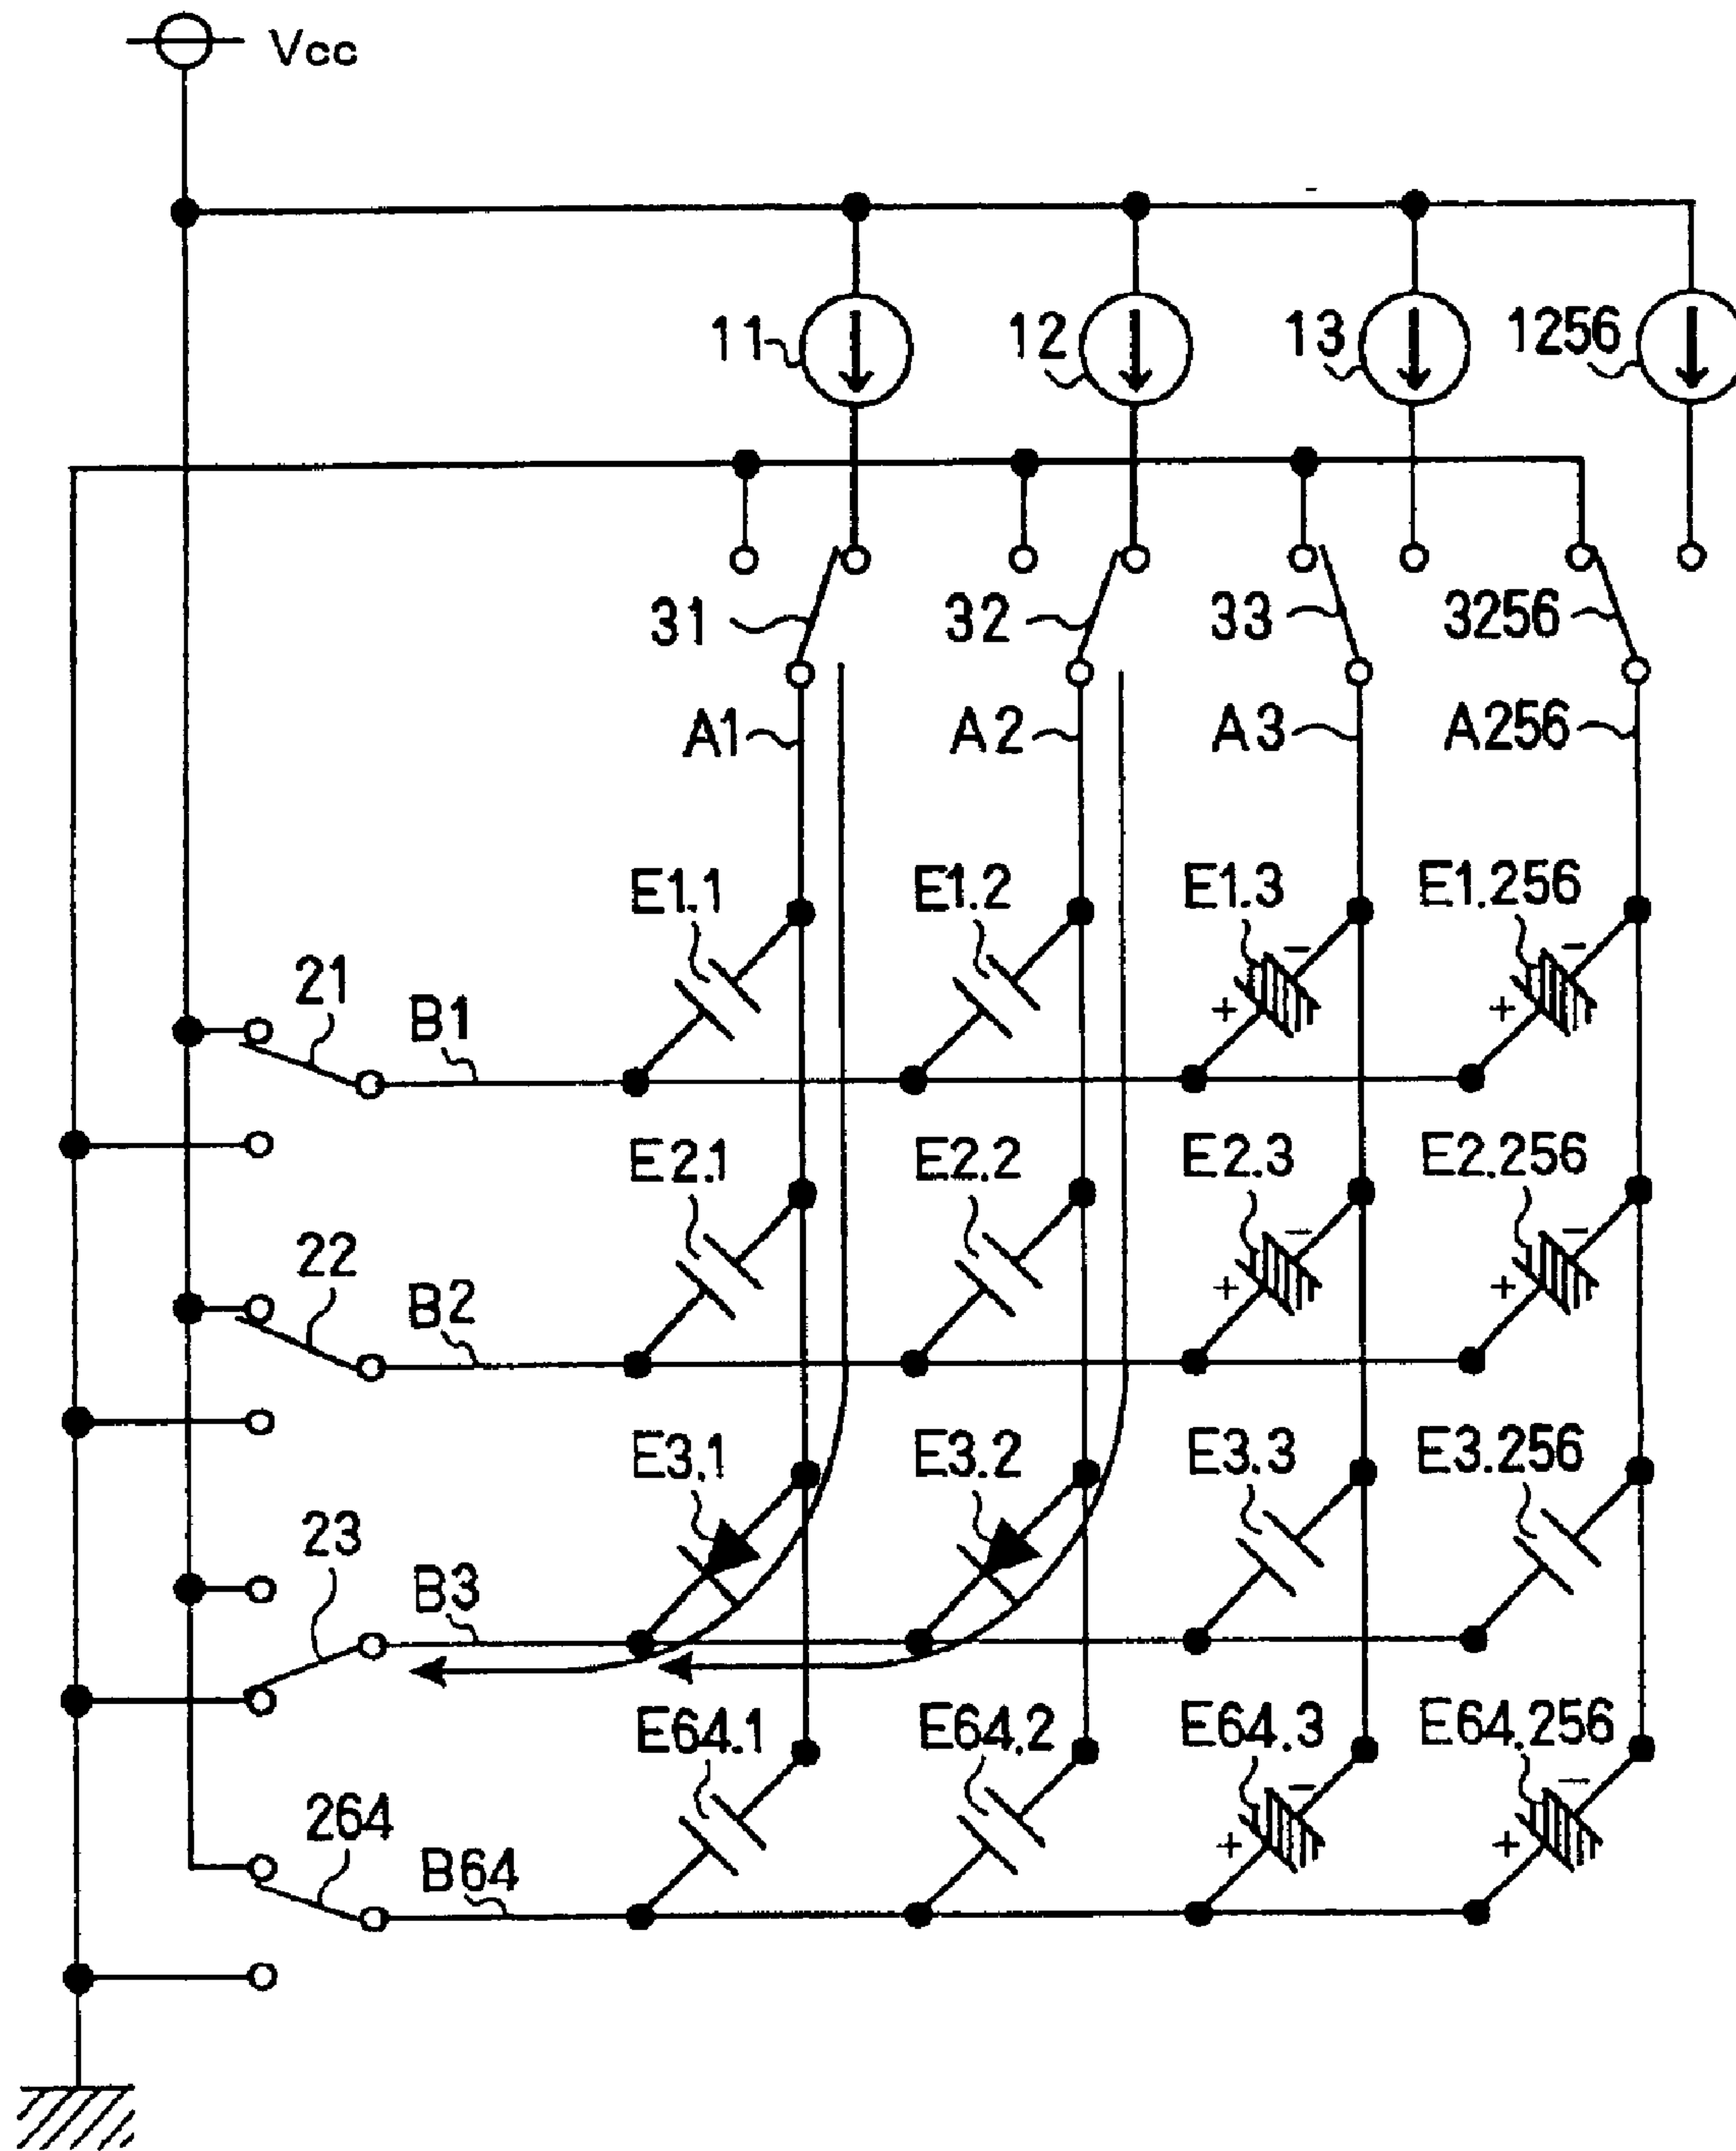 Vcc
11 12 13 1256
31 32 33 3256
A1 A2 A3 A256
E1.1 E1.2 E1.3 E1.256
- -
21 B1 + +
E2.1 E2.2 E2.3 E2.256
- -
22 B2 + +
E3.1 E3.2 E3.3 E3.256
23 B3
E64.1 E64.2 E64.3 E64.256
- -
264 B64 + +